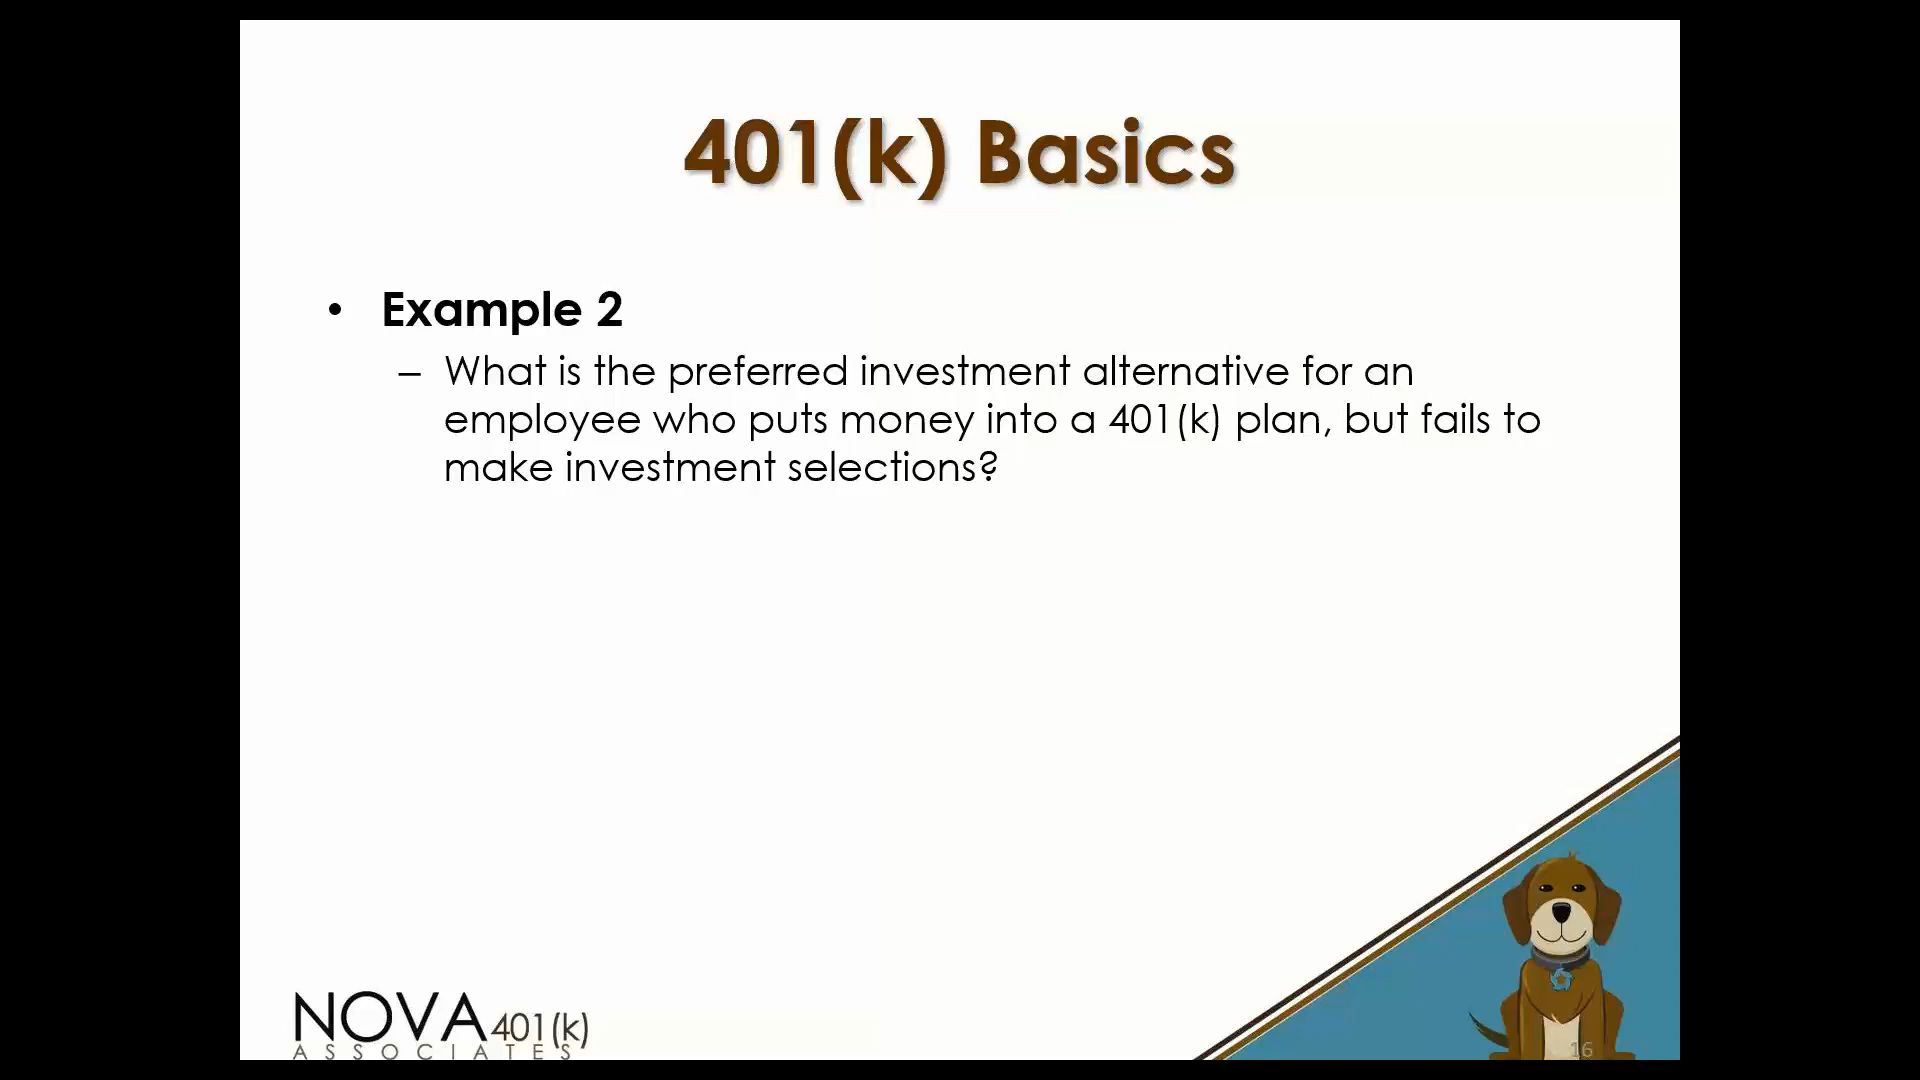 401(k) Basics
• Example 2
– What is the preferred investment alternative for an
employee who puts money into a 401(k) plan, but fails to
make investment selections?
NOVA 401(k)
ASSOCIATES
16